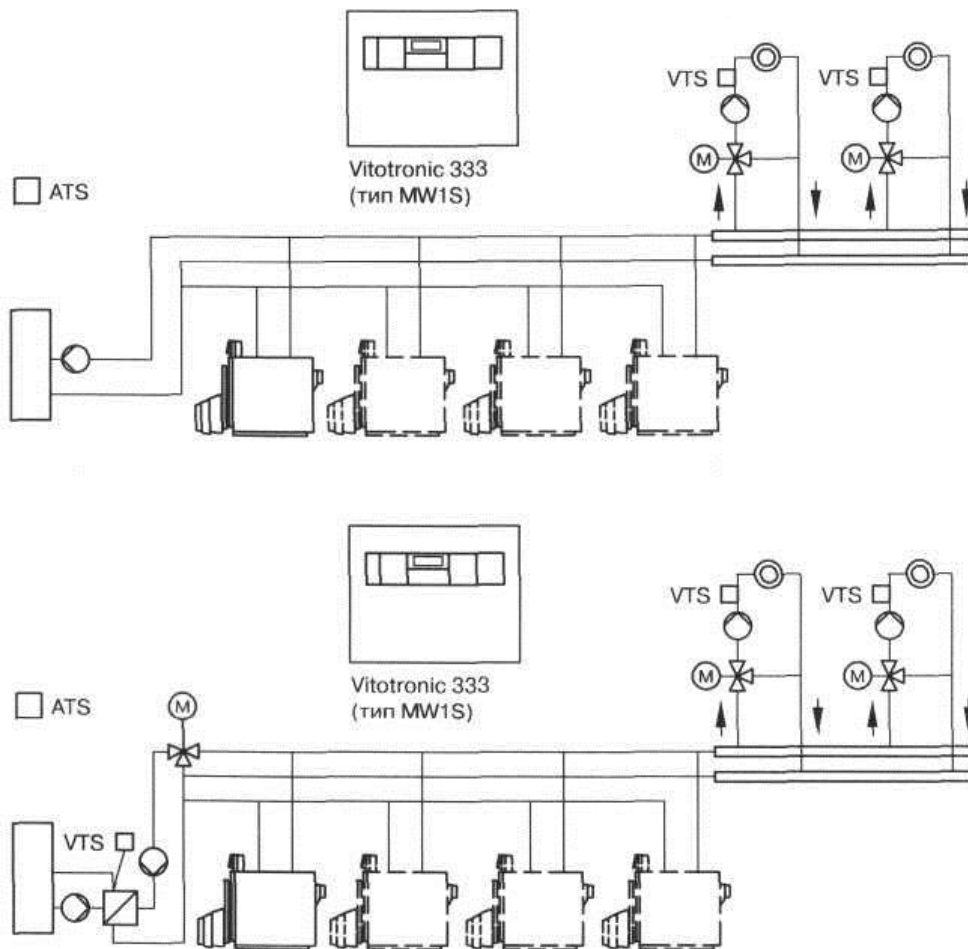 VTS
VTS
M
M
Vitotronic 333
(тип MW1S)
ATS
VTS
VTS
M
M
Vitotronic 333
(тип MW1S)
ATS
M
VTS